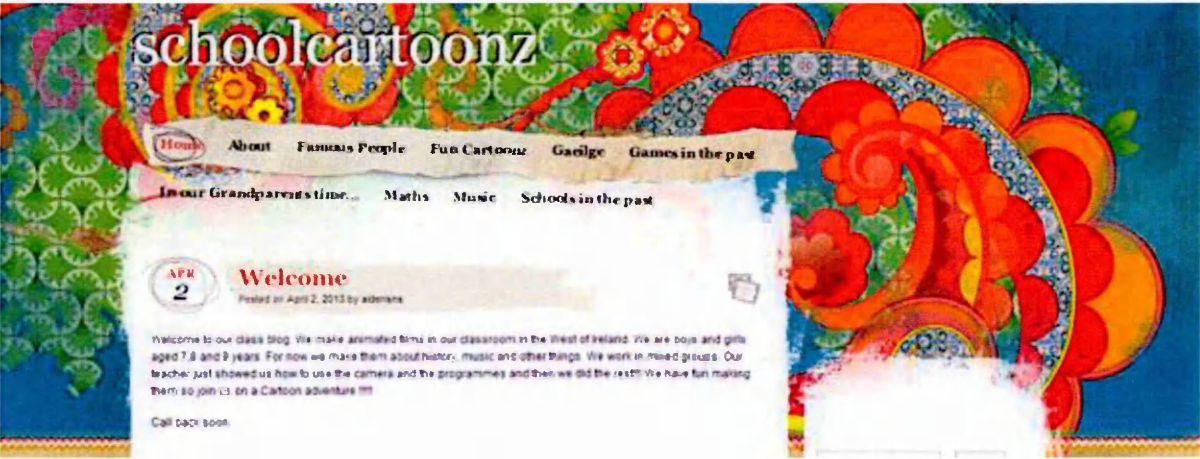 schoolcartoonz
Home About Famous People Fun Cartoonz Gaeilge Games in the past
In our Grandparents time... Maths Music Schools in the past
APR
2
Welcome
Posted on April 2, 2013 by
Welcome to our class blog. We make animated films in our classroom in the West of Ireland. We are boys and girls
aged 7,8 and 9 years. For now we make them about history, music and other things. We work in mixed groups. Our
teacher just showed us how to use the camera and the programmes and then we did the rest!! We have fun making
them so join us on a Cartoon adventure !!!!
Call back soon.